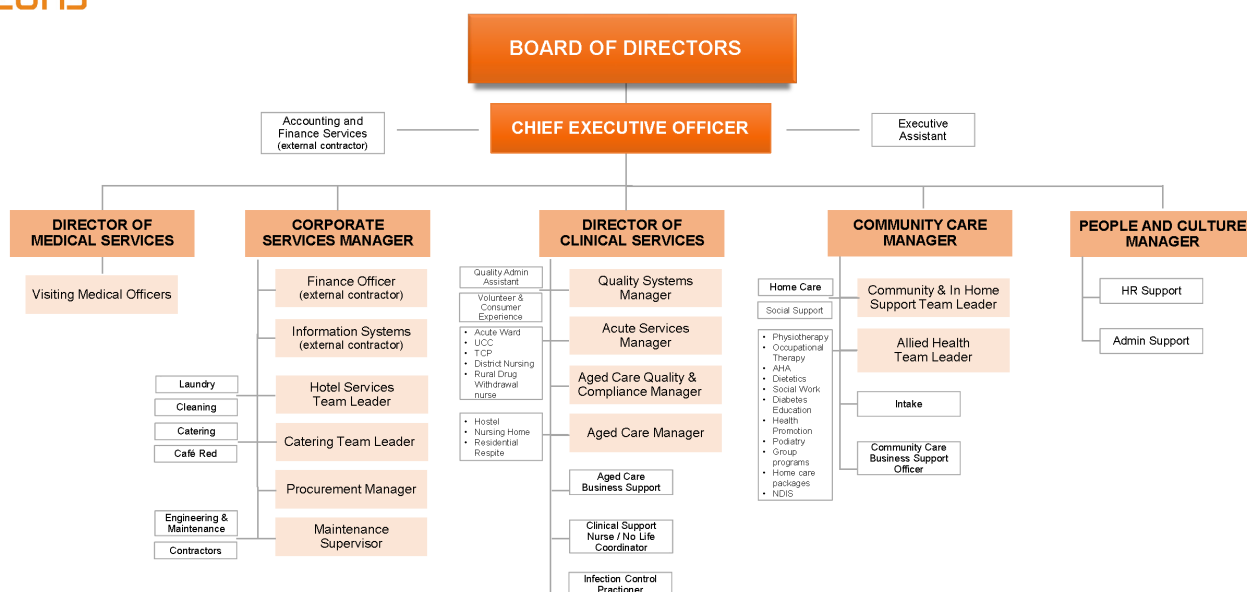 BOARD OF DIRECTORS
Accounting and
Finance Services
(external contractor)
CHIEF EXECUTIVE OFFICER
Executive
Assistant
DIRECTOR OF
MEDICAL SERVICES
Visiting Medical Officers
CORPORATE
SERVICES MANAGER
Finance Officer
(external contractor)
Information Systems
(external contractor)
Laundry
Cleaning
Hotel Services
Team Leader
Catering
Café Red
Catering Team Leader
Procurement Manager
Engineering &
Maintenance
Contractors
Maintenance
Supervisor
DIRECTOR OF
CLINICAL SERVICES
Quality Admin
Assistant
Volunteer &
Consumer
Experience
Quality Systems
Manager
• Acute Ward
• UCC
• TCP
• District Nursing
• Rural Drug
Withdrawal
nurse
Acute Services
Manager
Aged Care Quality &
Compliance Manager
• Hostel
• Nursing Home
• Residential
Respite
Aged Care Manager
Aged Care
Business Support
Clinical Support
Nurse / No Life
Coordinator
Infection Control
Practioner
COMMUNITY CARE
MANAGER
Home Care
Social Support
Community & In Home
Support Team Leader
• Physiotherapy
• Occupational
Therapy
• AHA
• Dietetics
• Social Work
• Diabetes
Education
• Health
Promotion
• Podiatry
• Group
programs
• Home care
packages
• NDIS
Allied Health
Team Leader
Intake
Community Care
Business Support
Officer
PEOPLE AND CULTURE
MANAGER
HR Support
Admin Support